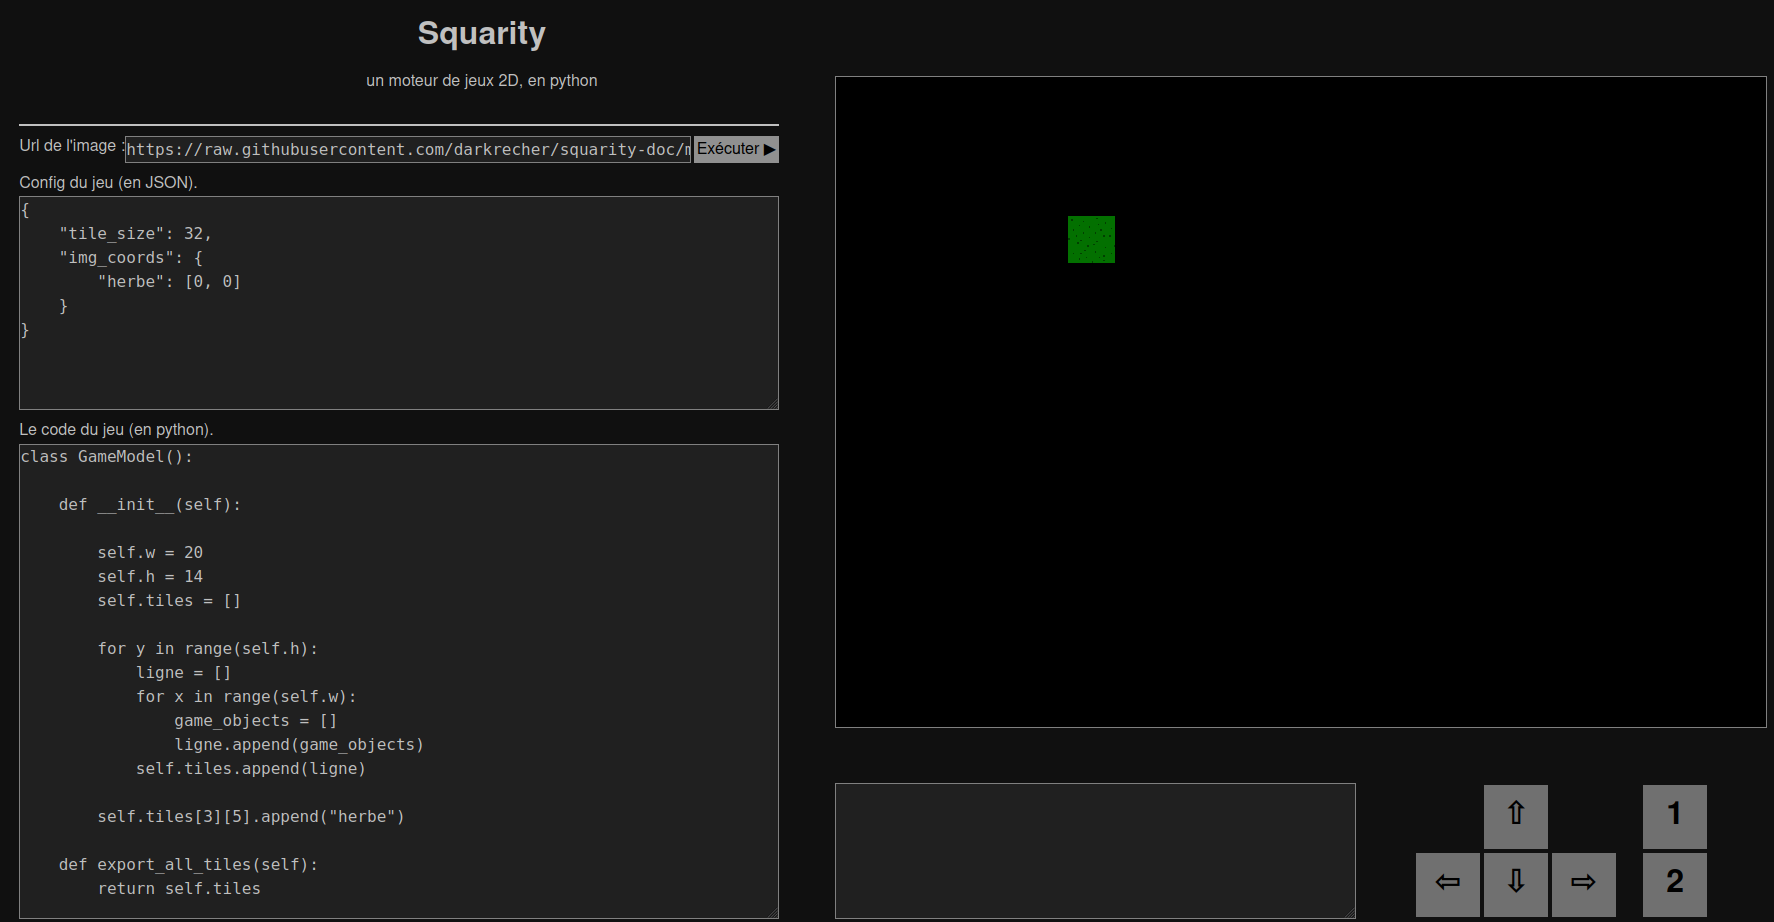 Squarity
un moteur de jeux 2D, en python
Url de l'image :https://raw.githubusercontent.com/darkrecher/squarity-doc/m Exécuter ▶
Config du jeu (en JSON).
{
    "tile_size": 32,
    "img_coords": {
        "herbe": [0, 0]
    }
}
Le code du jeu (en python).
class GameModel():
    def __init__(self):
        self.w = 20
        self.h = 14
        self.tiles = []
        for y in range(self.h):
            ligne = []
            for x in range(self.w):
                game_objects = []
                ligne.append(game_objects)
            self.tiles.append(ligne)
        self.tiles[3][5].append("herbe")
    def export_all_tiles(self):
        return self.tiles
⇧ 1
⇦ ⇩ ⇨ 2